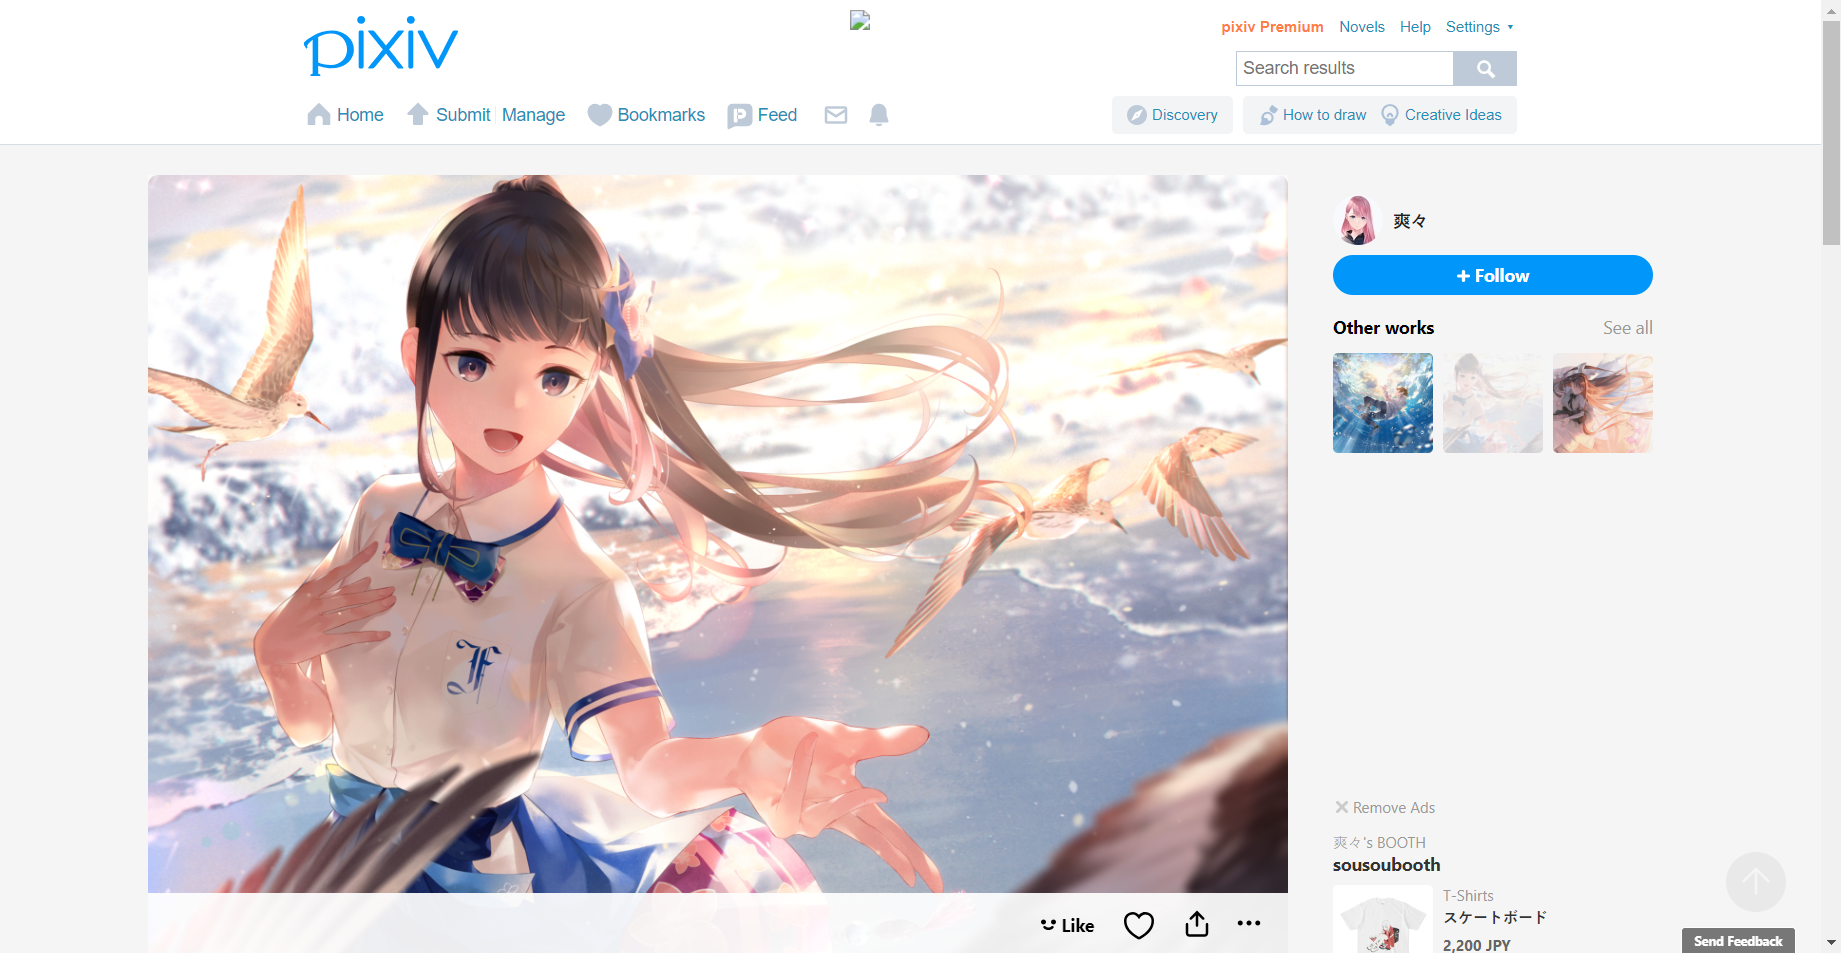 pixiv
pixiv Premium Novels Help Settings
Search results
Home Submit Manage Bookmarks Feed
Discovery How to draw Creative Ideas
爽々
+ Follow
Other works See all
F
Remove Ads
爽々's BOOTH
sousoubooth
T-Shirts
スケートボード
2,200 JPY
Like
Send Feedback